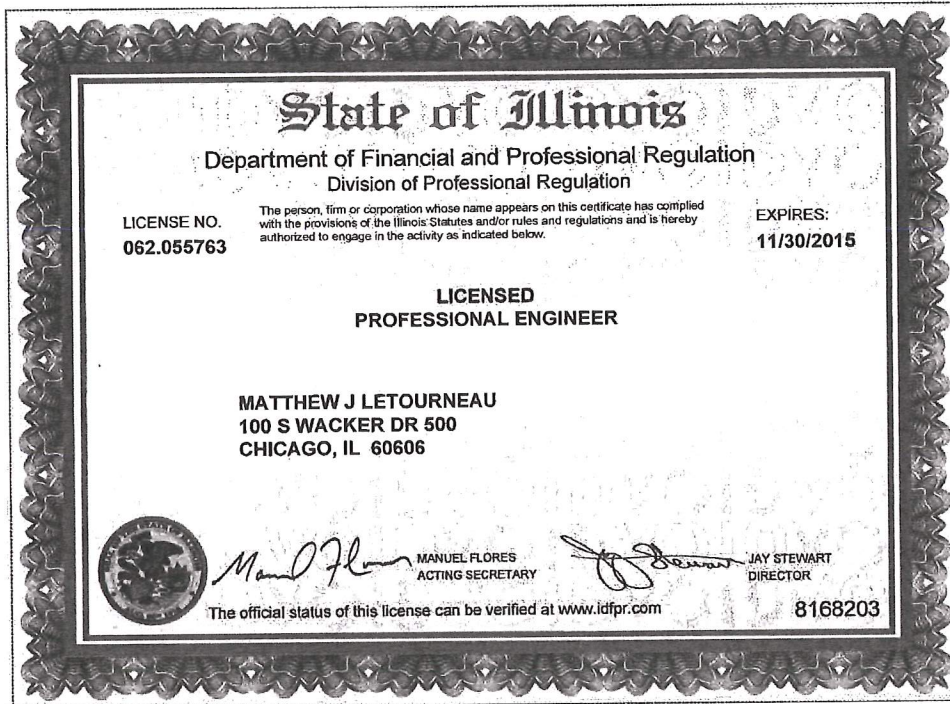 State of Illinois
Department of Financial and Professional Regulation
Division of Professional Regulation
LICENSE NO.
062.055763
The person, firm or corporation whose name appears on this certificate has complied
with the provisions of the Illinois Statutes and/or rules and regulations and is hereby
authorized to engage in the activity as indicated below.
EXPIRES:
11/30/2015
LICENSED
PROFESSIONAL ENGINEER
MATTHEW J LETOURNEAU
100 S WACKER DR 500
CHICAGO, IL 60606
Manuel Flores
MANUEL FLORES
ACTING SECRETARY
Jay Stewart
JAY STEWART
DIRECTOR
The official status of this license can be verified at www.idfpr.com
8168203